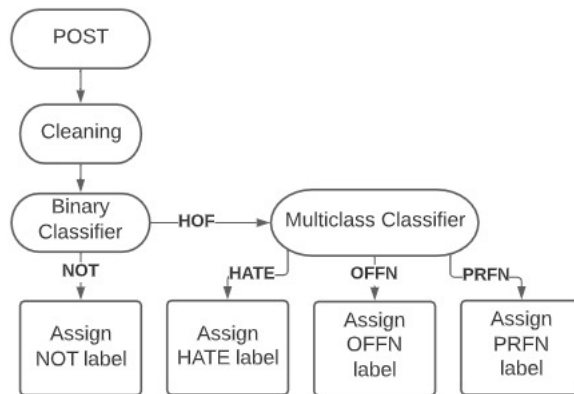 POST
Cleaning
Binary
Classifier
HOF
Multiclass Classifier
NOT
HATE
OFFN
PRFN
Assign
NOT label
Assign
HATE label
Assign
OFFN
label
Assign
PRFN
label